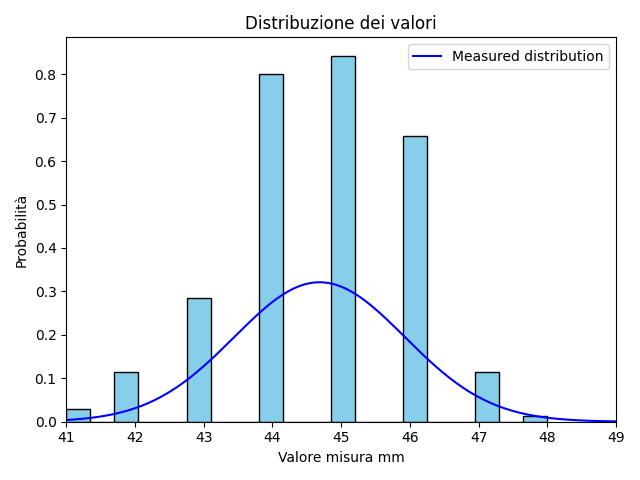 Distribuzione dei valori
Measured distribution
Probabilità
0.8
0.7
0.6
0.5
0.4
0.3
0.2
0.1
0.0
41 42 43 44 45 46 47 48 49
Valore misura mm